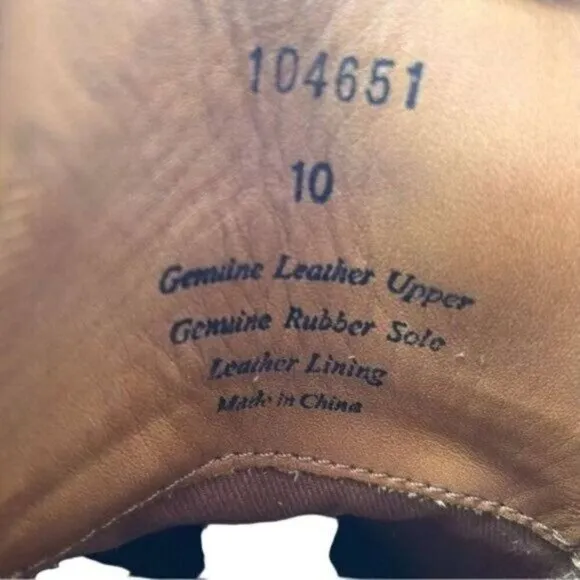 104651
10
Genuine Leather Upper
Genuine Rubber Sole
Leather Lining
Made in China